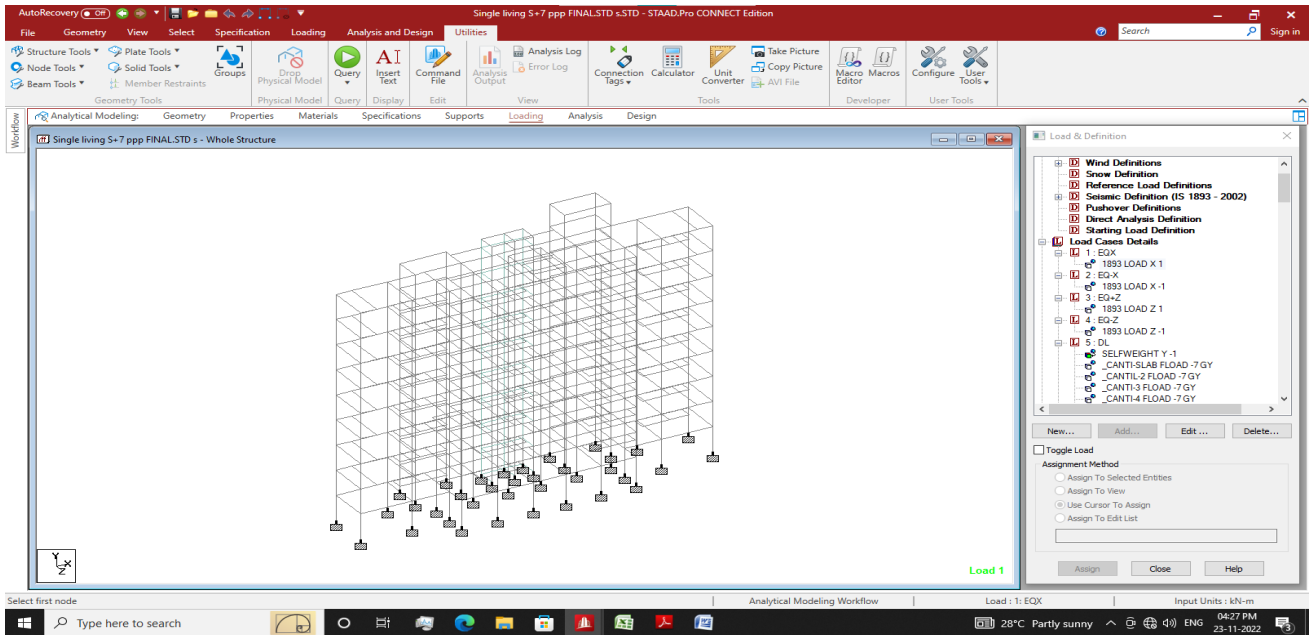 AutoRecovery Off Single living S+7 ppp FINAL.STD s.STD - STAAD.Pro CONNECT Edition
File Geometry View Select Specification Loading Analysis and Design Utilities Search Sign in
Structure Tools Plate Tools
Node Tools Solid Tools
Beam Tools Member Restraints
Groups
Drop Physical Model
Query
Insert Text
Command File
Analysis Output
Analysis Log
Error Log
Connection Tags
Calculator
Unit Converter
Take Picture
Copy Picture
AVI File
Macro Editor
Macros
Configure
User Tools
Geometry Tools Physical Model Query Display Edit View Tools Developer User Tools
Workflow
Analytical Modeling: Geometry Properties Materials Specifications Supports Loading Analysis Design
Single living S+7 ppp FINAL.STD s - Whole Structure
Y
X
Z
Load 1
Load & Definition
Wind Definitions
Snow Definition
Reference Load Definitions
Seismic Definition (IS 1893 - 2002)
Pushover Definitions
Direct Analysis Definition
Starting Load Definition
Load Cases Details
1 : EQX
1893 LOAD X 1
2 : EQ-X
1893 LOAD X -1
3 : EQ+Z
1893 LOAD Z 1
4 : EQ-Z
1893 LOAD Z -1
5 : DL
SELFWEIGHT Y -1
_CANTI-SLAB FLOAD -7 GY
_CANTIL-2 FLOAD -7 GY
_CANTI-3 FLOAD -7 GY
_CANTI-4 FLOAD -7 GY
New... Add... Edit ... Delete...
Toggle Load
Assignment Method
Assign To Selected Entities
Assign To View
Use Cursor To Assign
Assign To Edit List
Assign Close Help
Select first node Analytical Modeling Workflow Load : 1: EQX Input Units : kN-m
Type here to search 28°C Partly sunny ENG 04:27 PM
23-11-2022 3